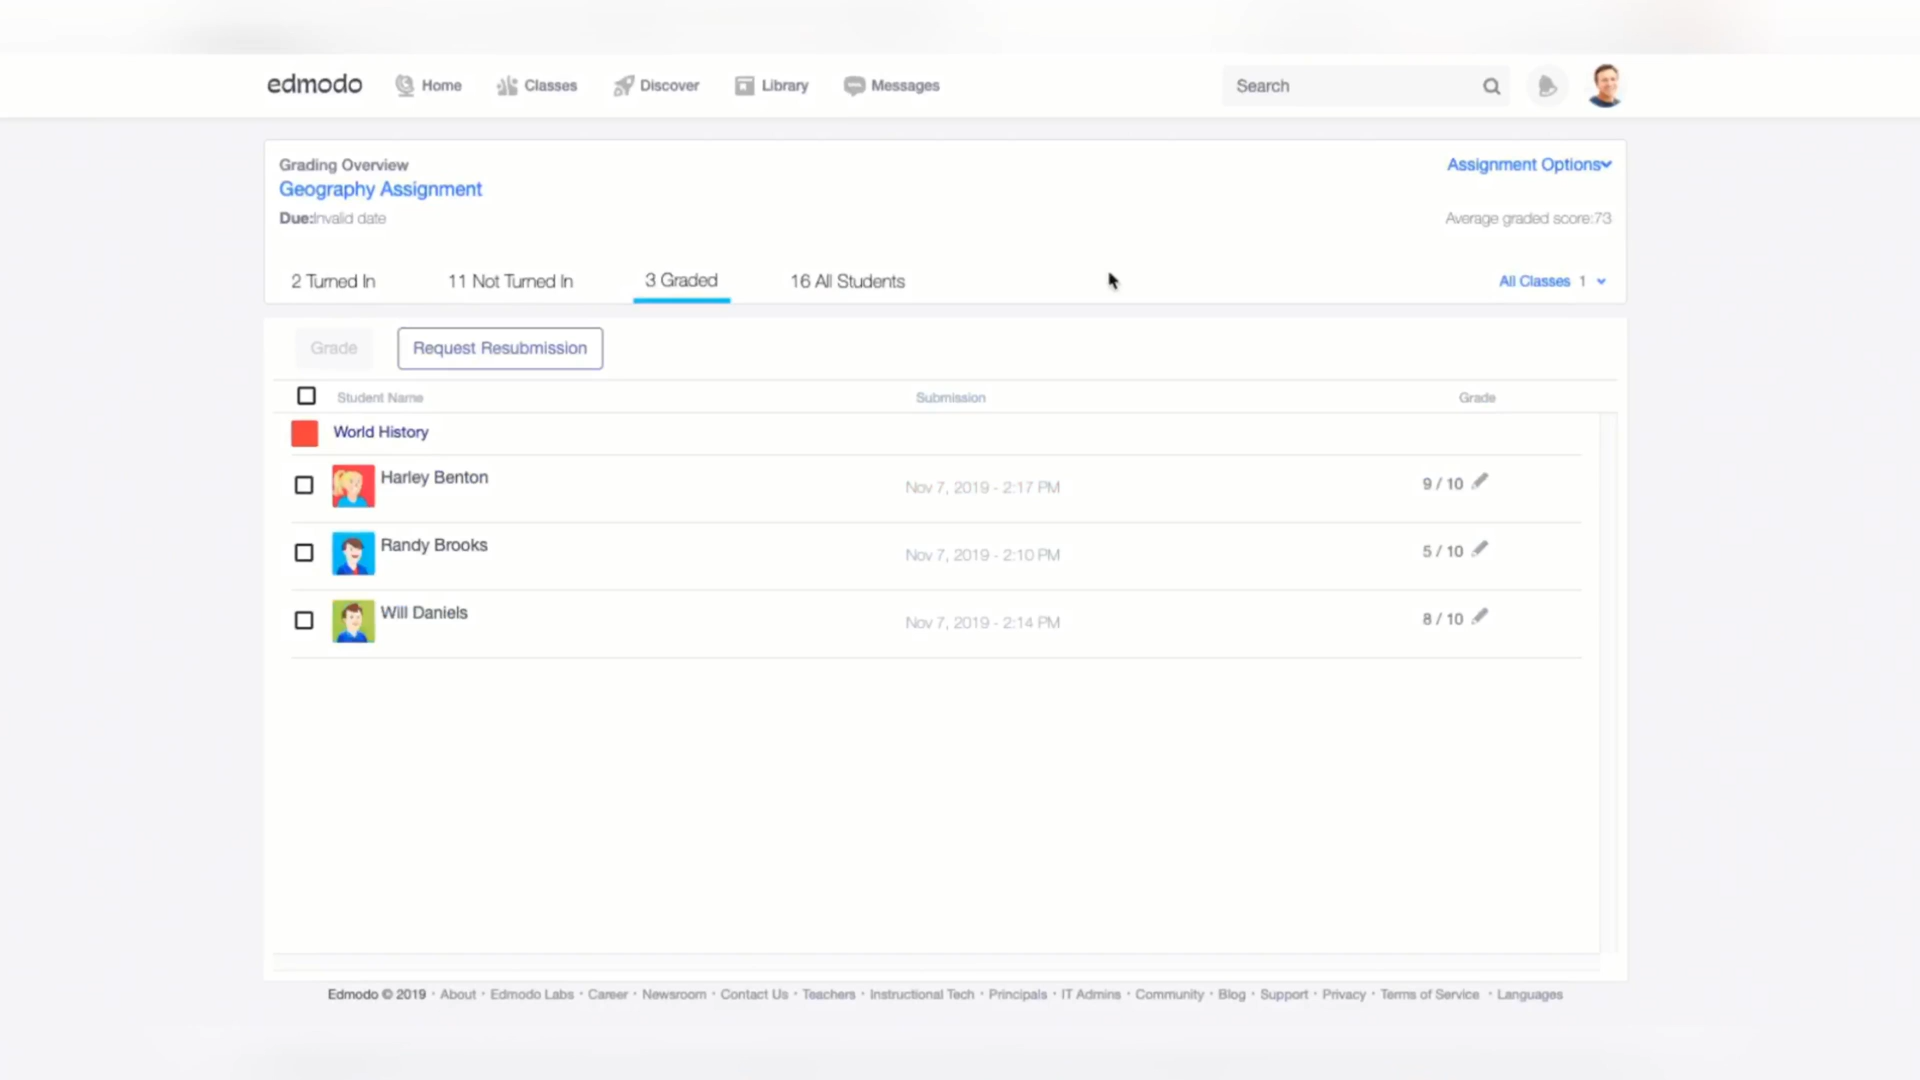 edmodo Home Classes Discover Library Messages Search
Grading Overview Assignment Options
Geography Assignment
Due:Invalid date Average graded score:73
2 Turned In 11 Not Turned In 3 Graded 16 All Students All Classes 1
Grade Request Resubmission
Student Name Submission Grade
World History
Harley Benton Nov 7, 2019 - 2:17 PM 9 / 10
Randy Brooks Nov 7, 2019 - 2:10 PM 5 / 10
Will Daniels Nov 7, 2019 - 2:14 PM 8 / 10
Edmodo © 2019 · About · Edmodo Labs · Career · Newsroom · Contact Us · Teachers · Instructional Tech · Principals · IT Admins · Community · Blog · Support · Privacy · Terms of Service · Languages